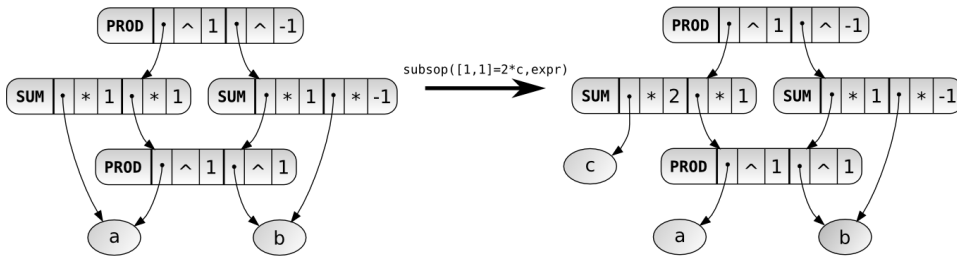 PROD ^ 1 ^ -1
PROD ^ 1 ^ -1
subsop([1,1]=2*c,expr)
SUM * 1 * 1
SUM * 1 * -1
SUM * 2 * 1
SUM * 1 * -1
PROD ^ 1 ^ 1
c
PROD ^ 1 ^ 1
a
b
a
b